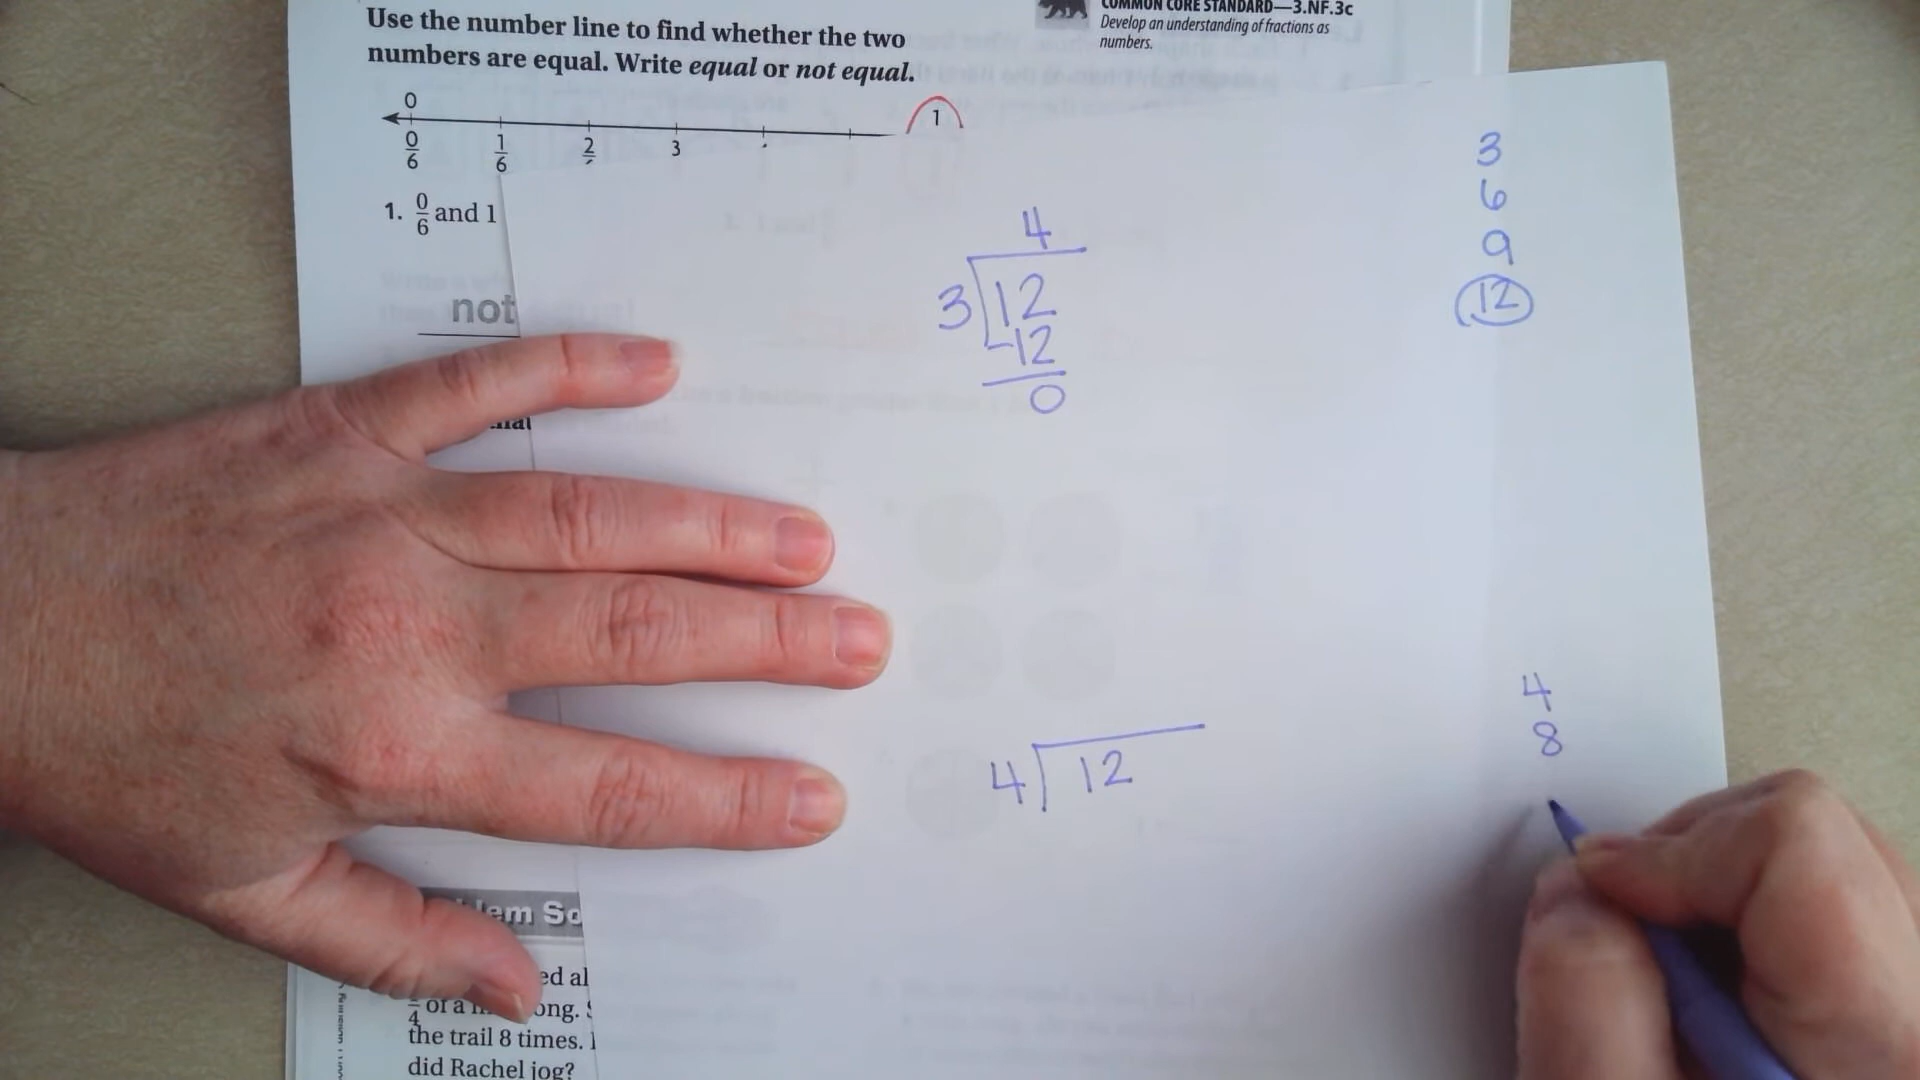 Use the number line to find whether the two
numbers are equal. Write equal or not equal.
COMMON CORE STANDARD—3.NF.3c
Develop an understanding of fractions as
numbers.
0 1
0/6 1/6 2 3
1. 0/6 and 1
not
4
3 12
-12
0
3
6
9
12
4 12
4
8
4 of a
the trail 8 times.
did Rachel jog?